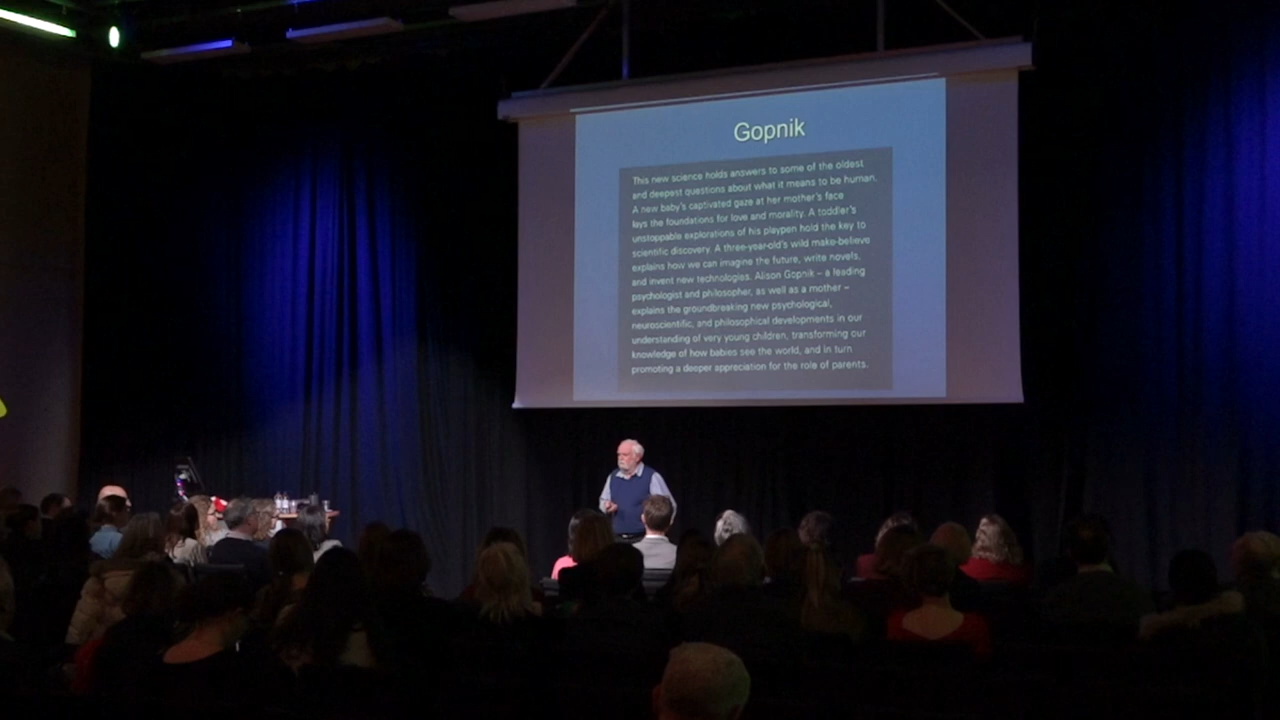 Gopnik
This new science holds answers to some of the oldest
and deepest questions about what it means to be human.
A new baby's captivated gaze at her mother's face
lays the foundations for love and morality. A toddler's
unstoppable explorations of his playpen hold the key to
scientific discovery. A three-year-old's wild make-believe
explains how we can imagine the future, write novels,
and invent new technologies. Alison Gopnik – a leading
psychologist and philosopher, as well as a mother –
explains the groundbreaking new psychological,
neuroscientific, and philosophical developments in our
understanding of very young children, transforming our
knowledge of how babies see the world, and in turn
promoting a deeper appreciation for the role of parents.